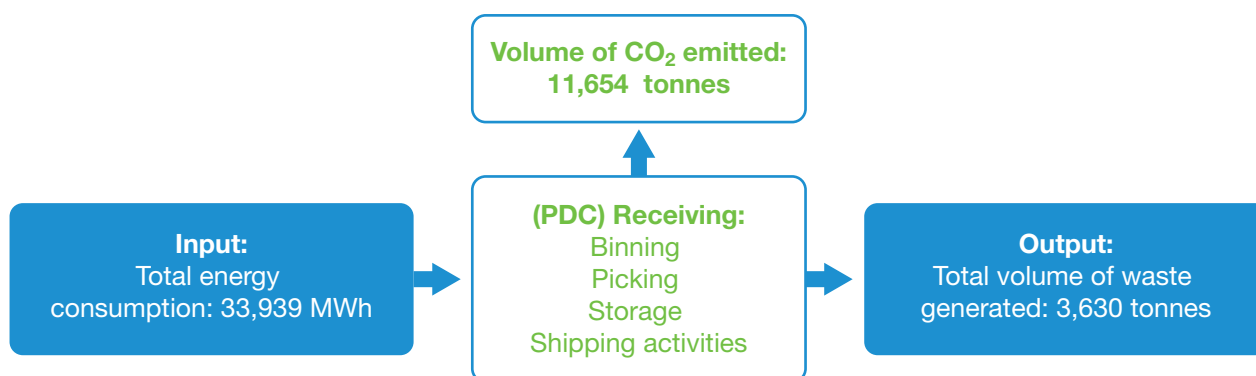 Volume of CO₂ emitted:
11,654 tonnes
Input:
Total energy
consumption: 33,939 MWh
(PDC) Receiving:
Binning
Picking
Storage
Shipping activities
Output:
Total volume of waste
generated: 3,630 tonnes